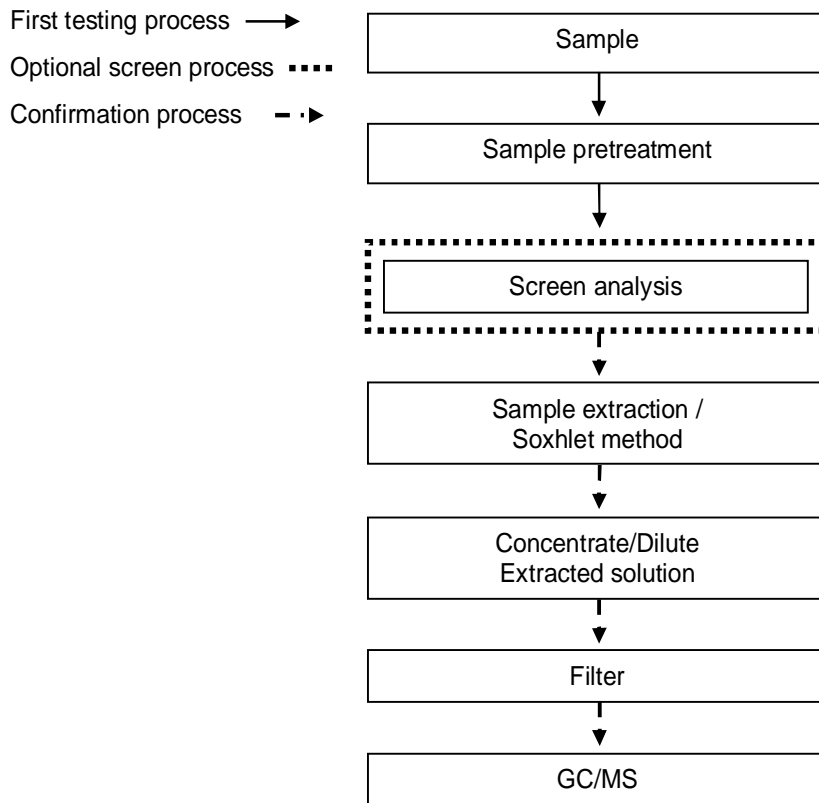 First testing process
Optional screen process
Confirmation process
Sample
Sample pretreatment
Screen analysis
Sample extraction /
Soxhlet method
Concentrate/Dilute
Extracted solution
Filter
GC/MS